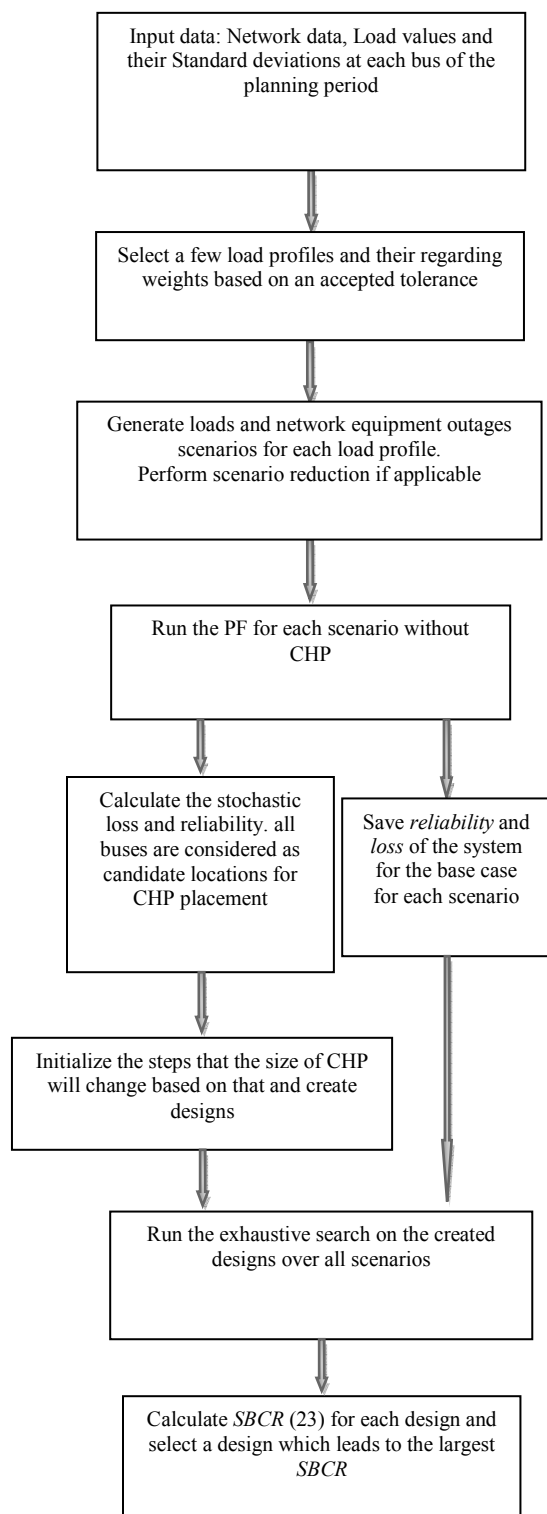 Input data: Network data, Load values and
their Standard deviations at each bus of the
planning period
Select a few load profiles and their regarding
weights based on an accepted tolerance
Generate loads and network equipment outages
scenarios for each load profile.
Perform scenario reduction if applicable
Run the PF for each scenario without
CHP
Calculate the stochastic
loss and reliability. all
buses are considered as
candidate locations for
CHP placement
Save reliability and
loss of the system
for the base case
for each scenario
Initialize the steps that the size of CHP
will change based on that and create
designs
Run the exhaustive search on the created
designs over all scenarios
Calculate SBCR (23) for each design and
select a design which leads to the largest
SBCR